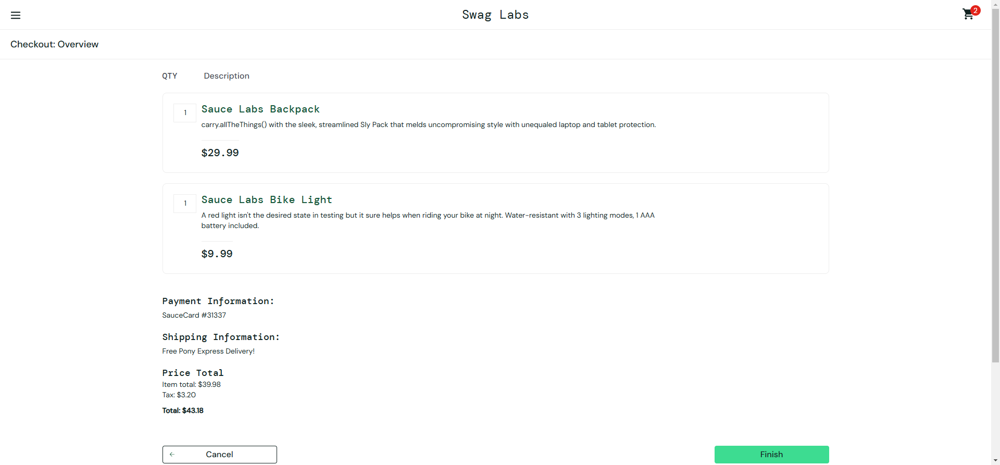 Swag Labs
2
Checkout: Overview
QTY Description
1
Sauce Labs Backpack
carry.allTheThings() with the sleek, streamlined Sly Pack that melds uncompromising style with unequaled laptop and tablet protection.
$29.99
1
Sauce Labs Bike Light
A red light isn't the desired state in testing but it sure helps when riding your bike at night. Water-resistant with 3 lighting modes, 1 AAA
battery included.
$9.99
Payment Information:
SauceCard #31337
Shipping Information:
Free Pony Express Delivery!
Price Total
Item total: $39.98
Tax: $3.20
Total: $43.18
Cancel
Finish